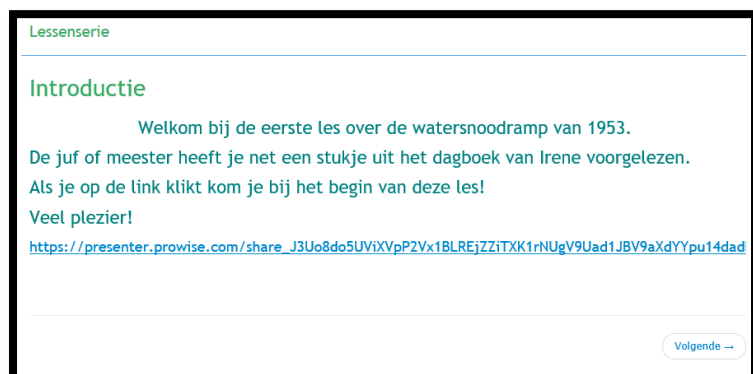 Lessenserie
Introductie
Welkom bij de eerste les over de watersnoodramp van 1953.
De juf of meester heeft je net een stukje uit het dagboek van Irene voorgelezen.
Als je op de link klikt kom je bij het begin van deze les!
Veel plezier!
https://presenter.prowise.com/share_J3Uo8do5UViXVpP2Vx1BLREjZZiTXK1rNUgV9Uad1JBV9aXdYYpu14dad
Volgende →